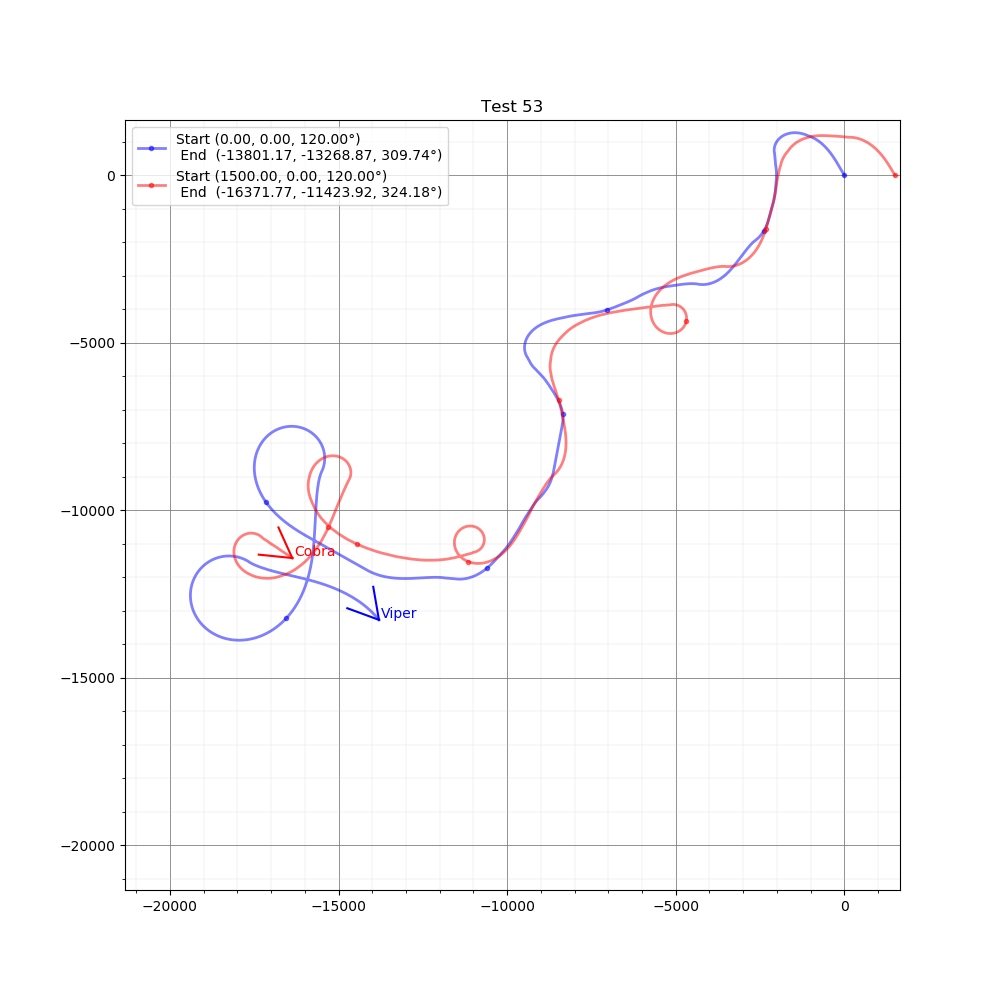 Test 53
Start (0.00, 0.00, 120.00°)
End  (-13801.17, -13268.87, 309.74°)
Start (1500.00, 0.00, 120.00°)
End  (-16371.77, -11423.92, 324.18°)
0
−5000
−10000
−15000
−20000
Cobra
Viper
−20000
−15000
−10000
−5000
0